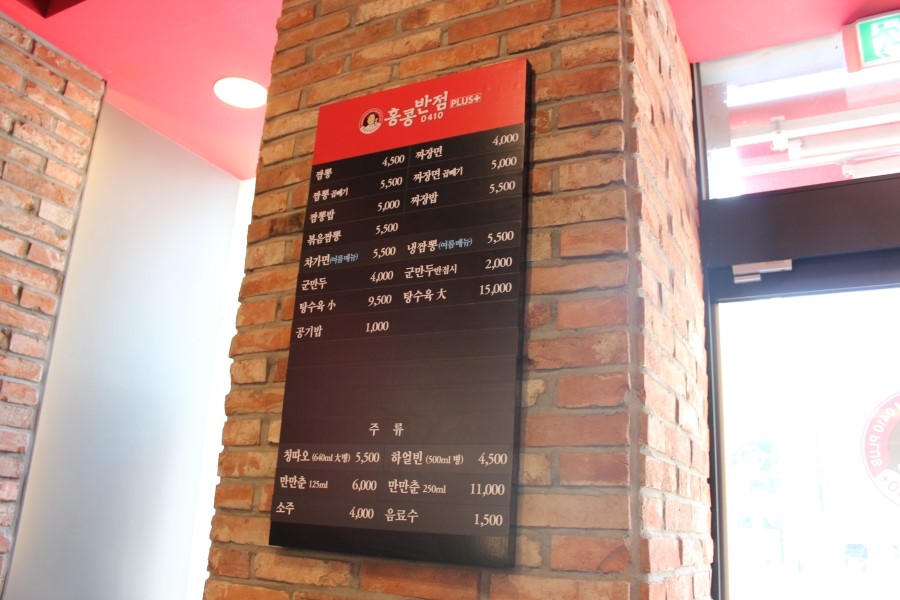 홍콩반점 PLUS+
0410
짬뽕 4,500 짜장면 4,000
짬뽕 곱빼기 5,500 짜장면 곱빼기 5,000
짬뽕밥 5,000 짜장밥 5,500
볶음짬뽕 5,500
차가면(여름메뉴) 5,500 냉짬뽕(여름메뉴) 5,500
군만두 4,000 군만두반접시 2,000
탕수육 小 9,500 탕수육 大 15,000
공기밥 1,000
주 류
칭따오 (640ml 大병) 5,500 하얼빈 (500ml 병) 4,500
만만춘 125ml 6,000 만만춘 250ml 11,000
소주 4,000 음료수 1,500
0410 PLUS